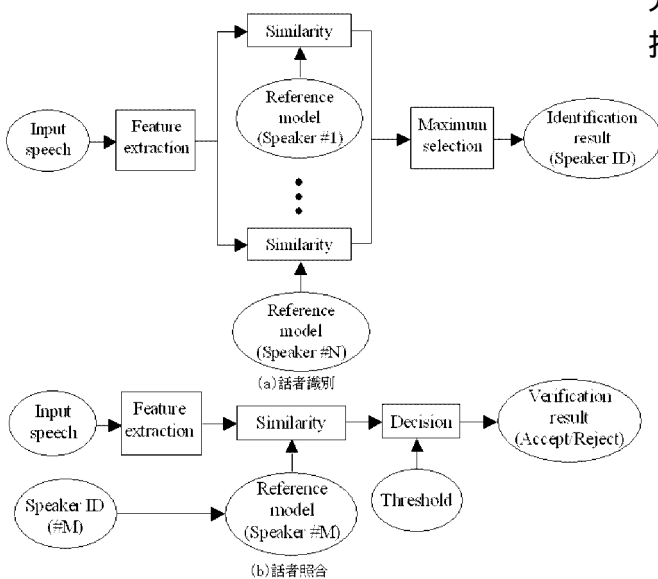 Similarity
Reference
model
(Speaker #1)
Input
speech
Feature
extraction
Maximum
selection
Identification
result
(Speaker ID)
Similarity
Reference
model
(Speaker #N)
(a)話者識別
Input
speech
Feature
extraction
Similarity
Decision
Verification
result
(Accept/Reject)
Speaker ID
(#M)
Reference
model
(Speaker #M)
Threshold
(b)話者照合